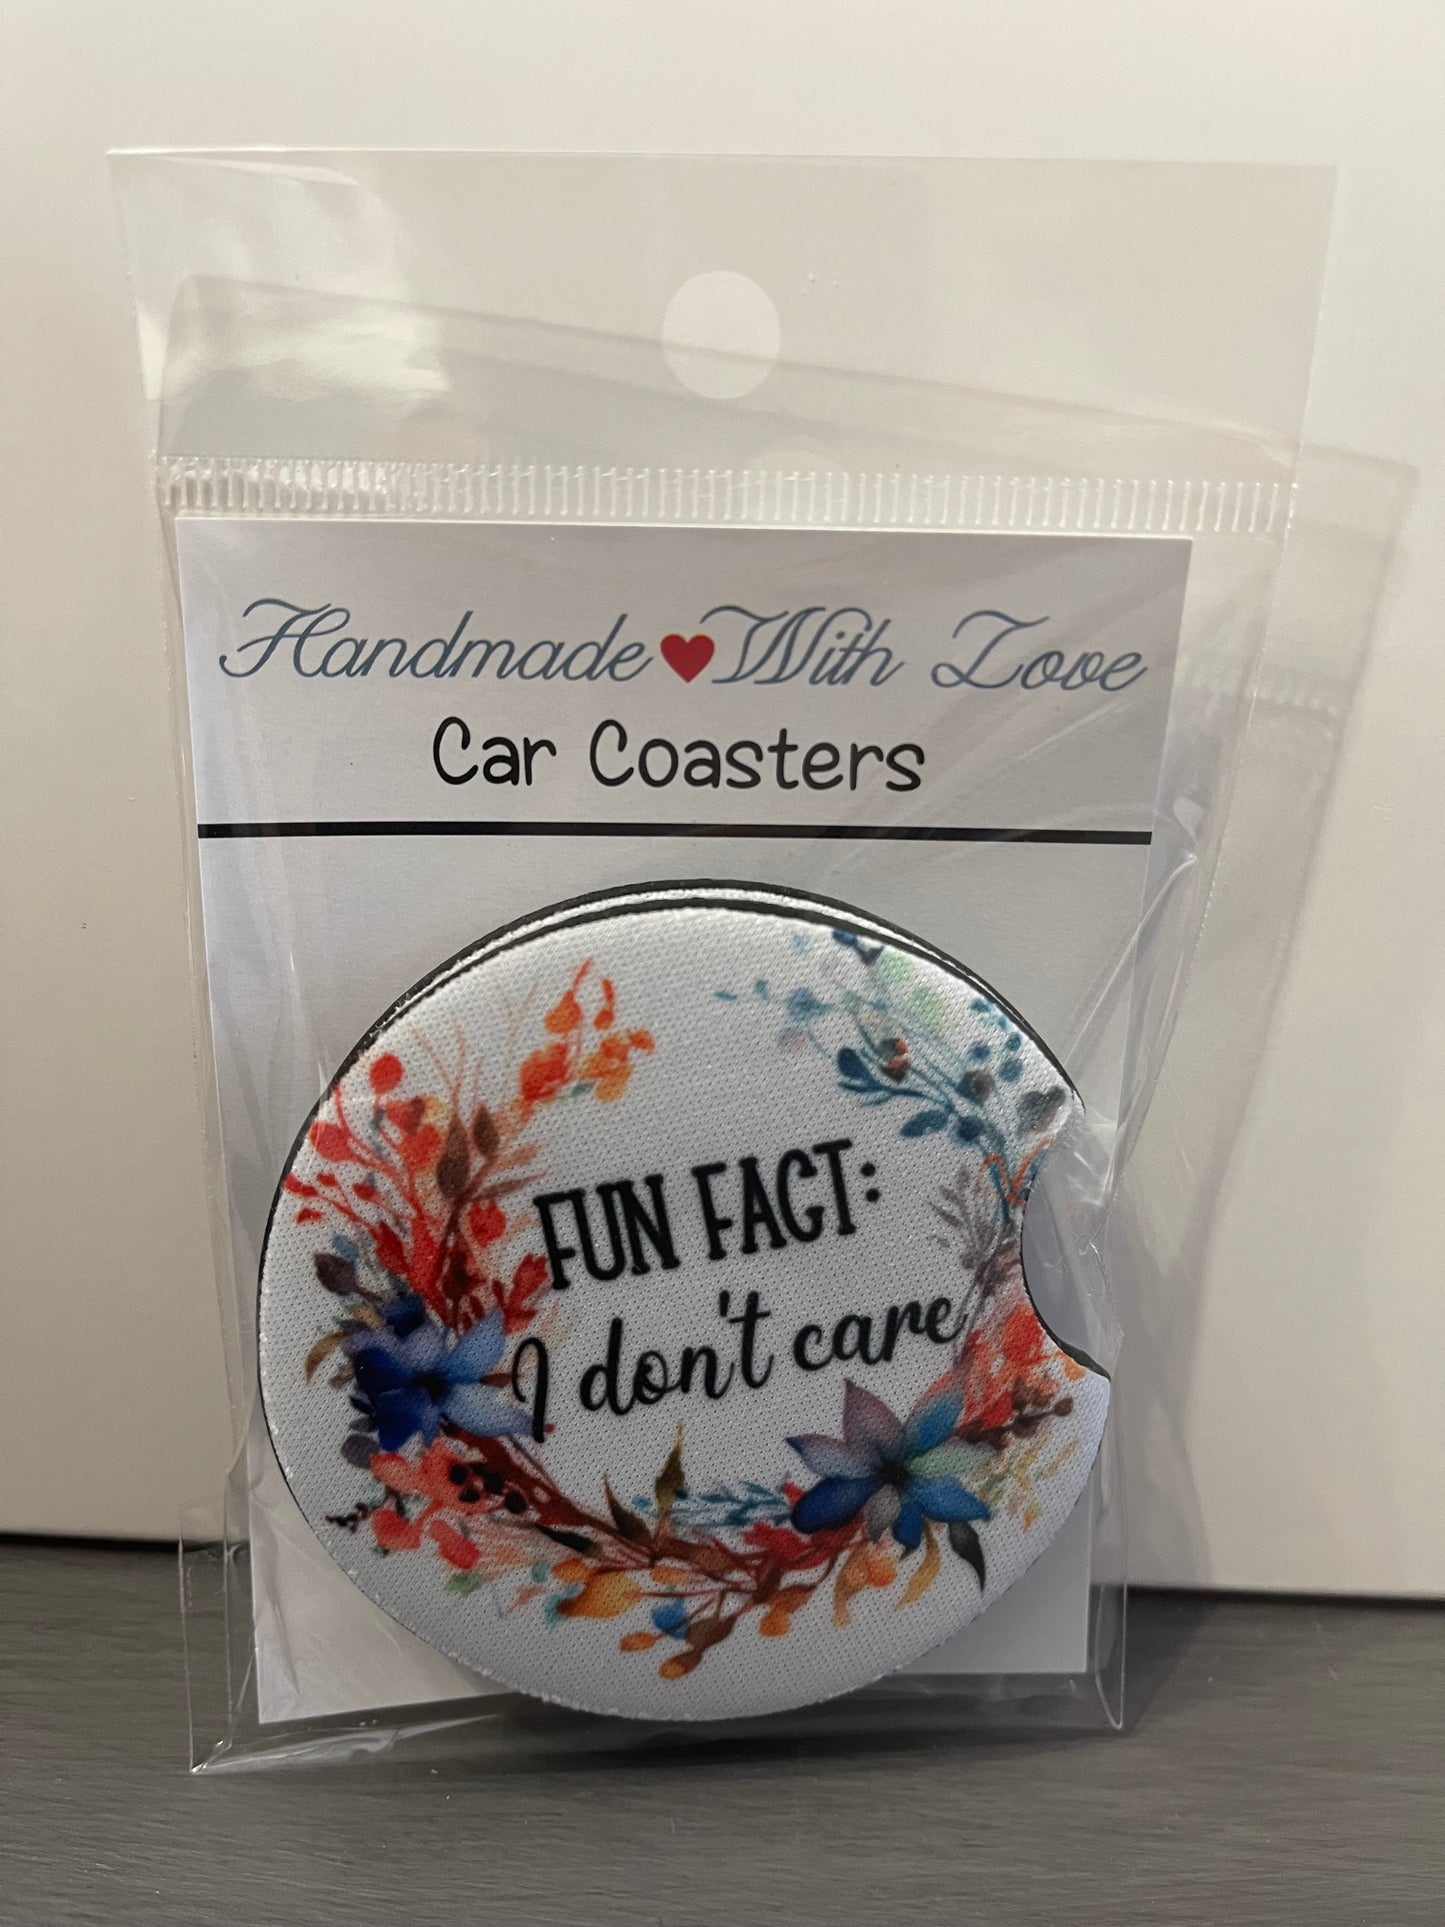 Handmade ❤ With Love
Car Coasters
FUN FACT:
I don't care